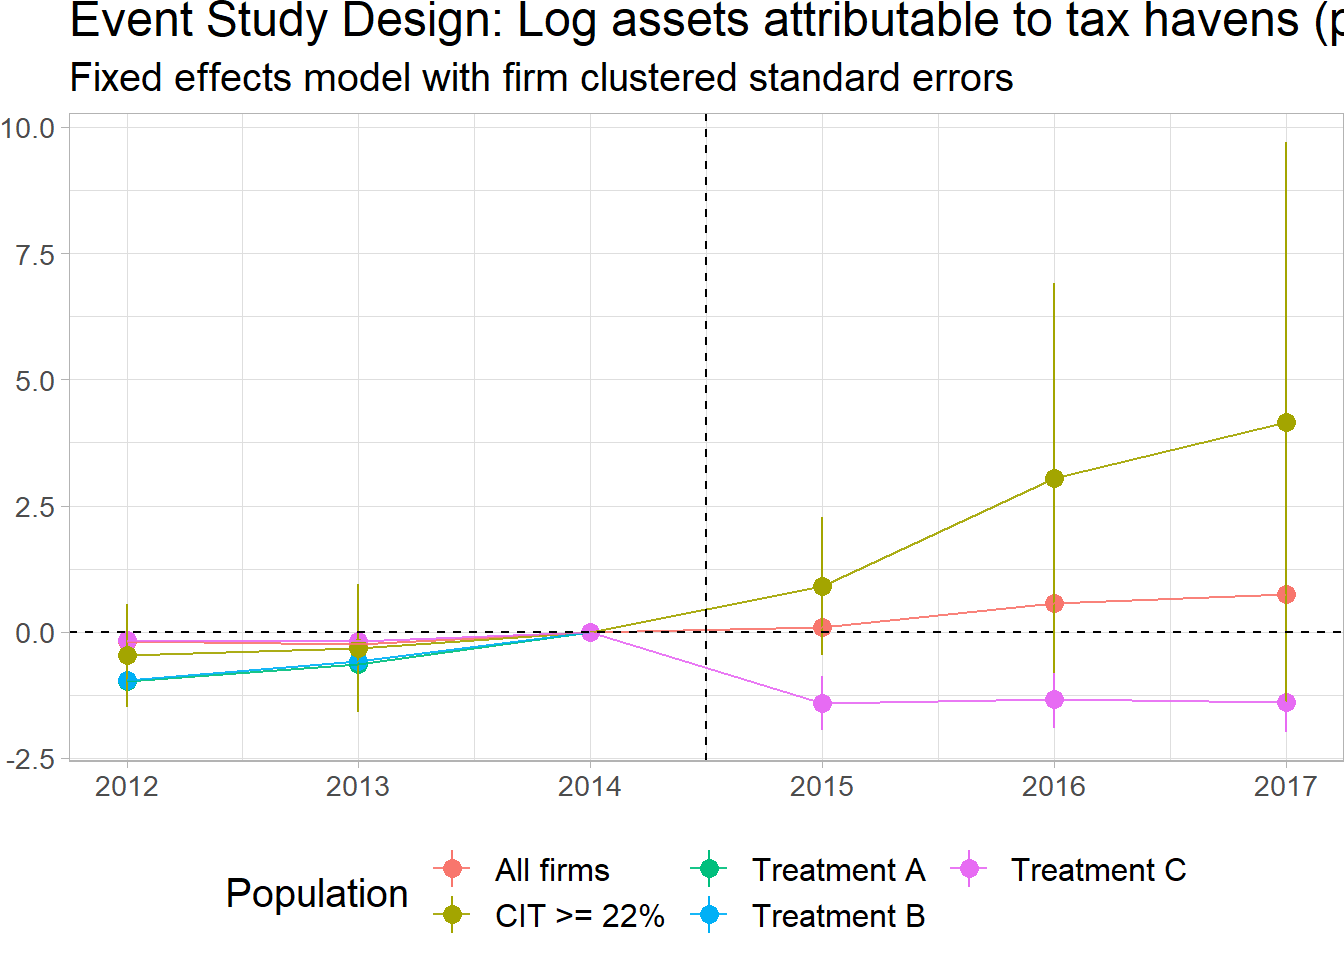 Event Study Design: Log assets attributable to tax havens (p
Fixed effects model with firm clustered standard errors
10.0
7.5
5.0
2.5
0.0
-2.5
2012 2013 2014 2015 2016 2017
Population
All firms Treatment A Treatment C
CIT >= 22% Treatment B